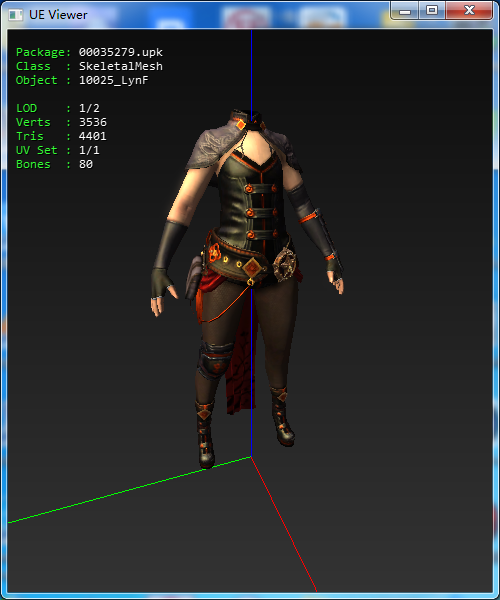 UE Viewer
Package: 00035279.upk
Class : SkeletalMesh
Object : 10025_LynF
LOD : 1/2
Verts : 3536
Tris : 4401
UV Set : 1/1
Bones : 80